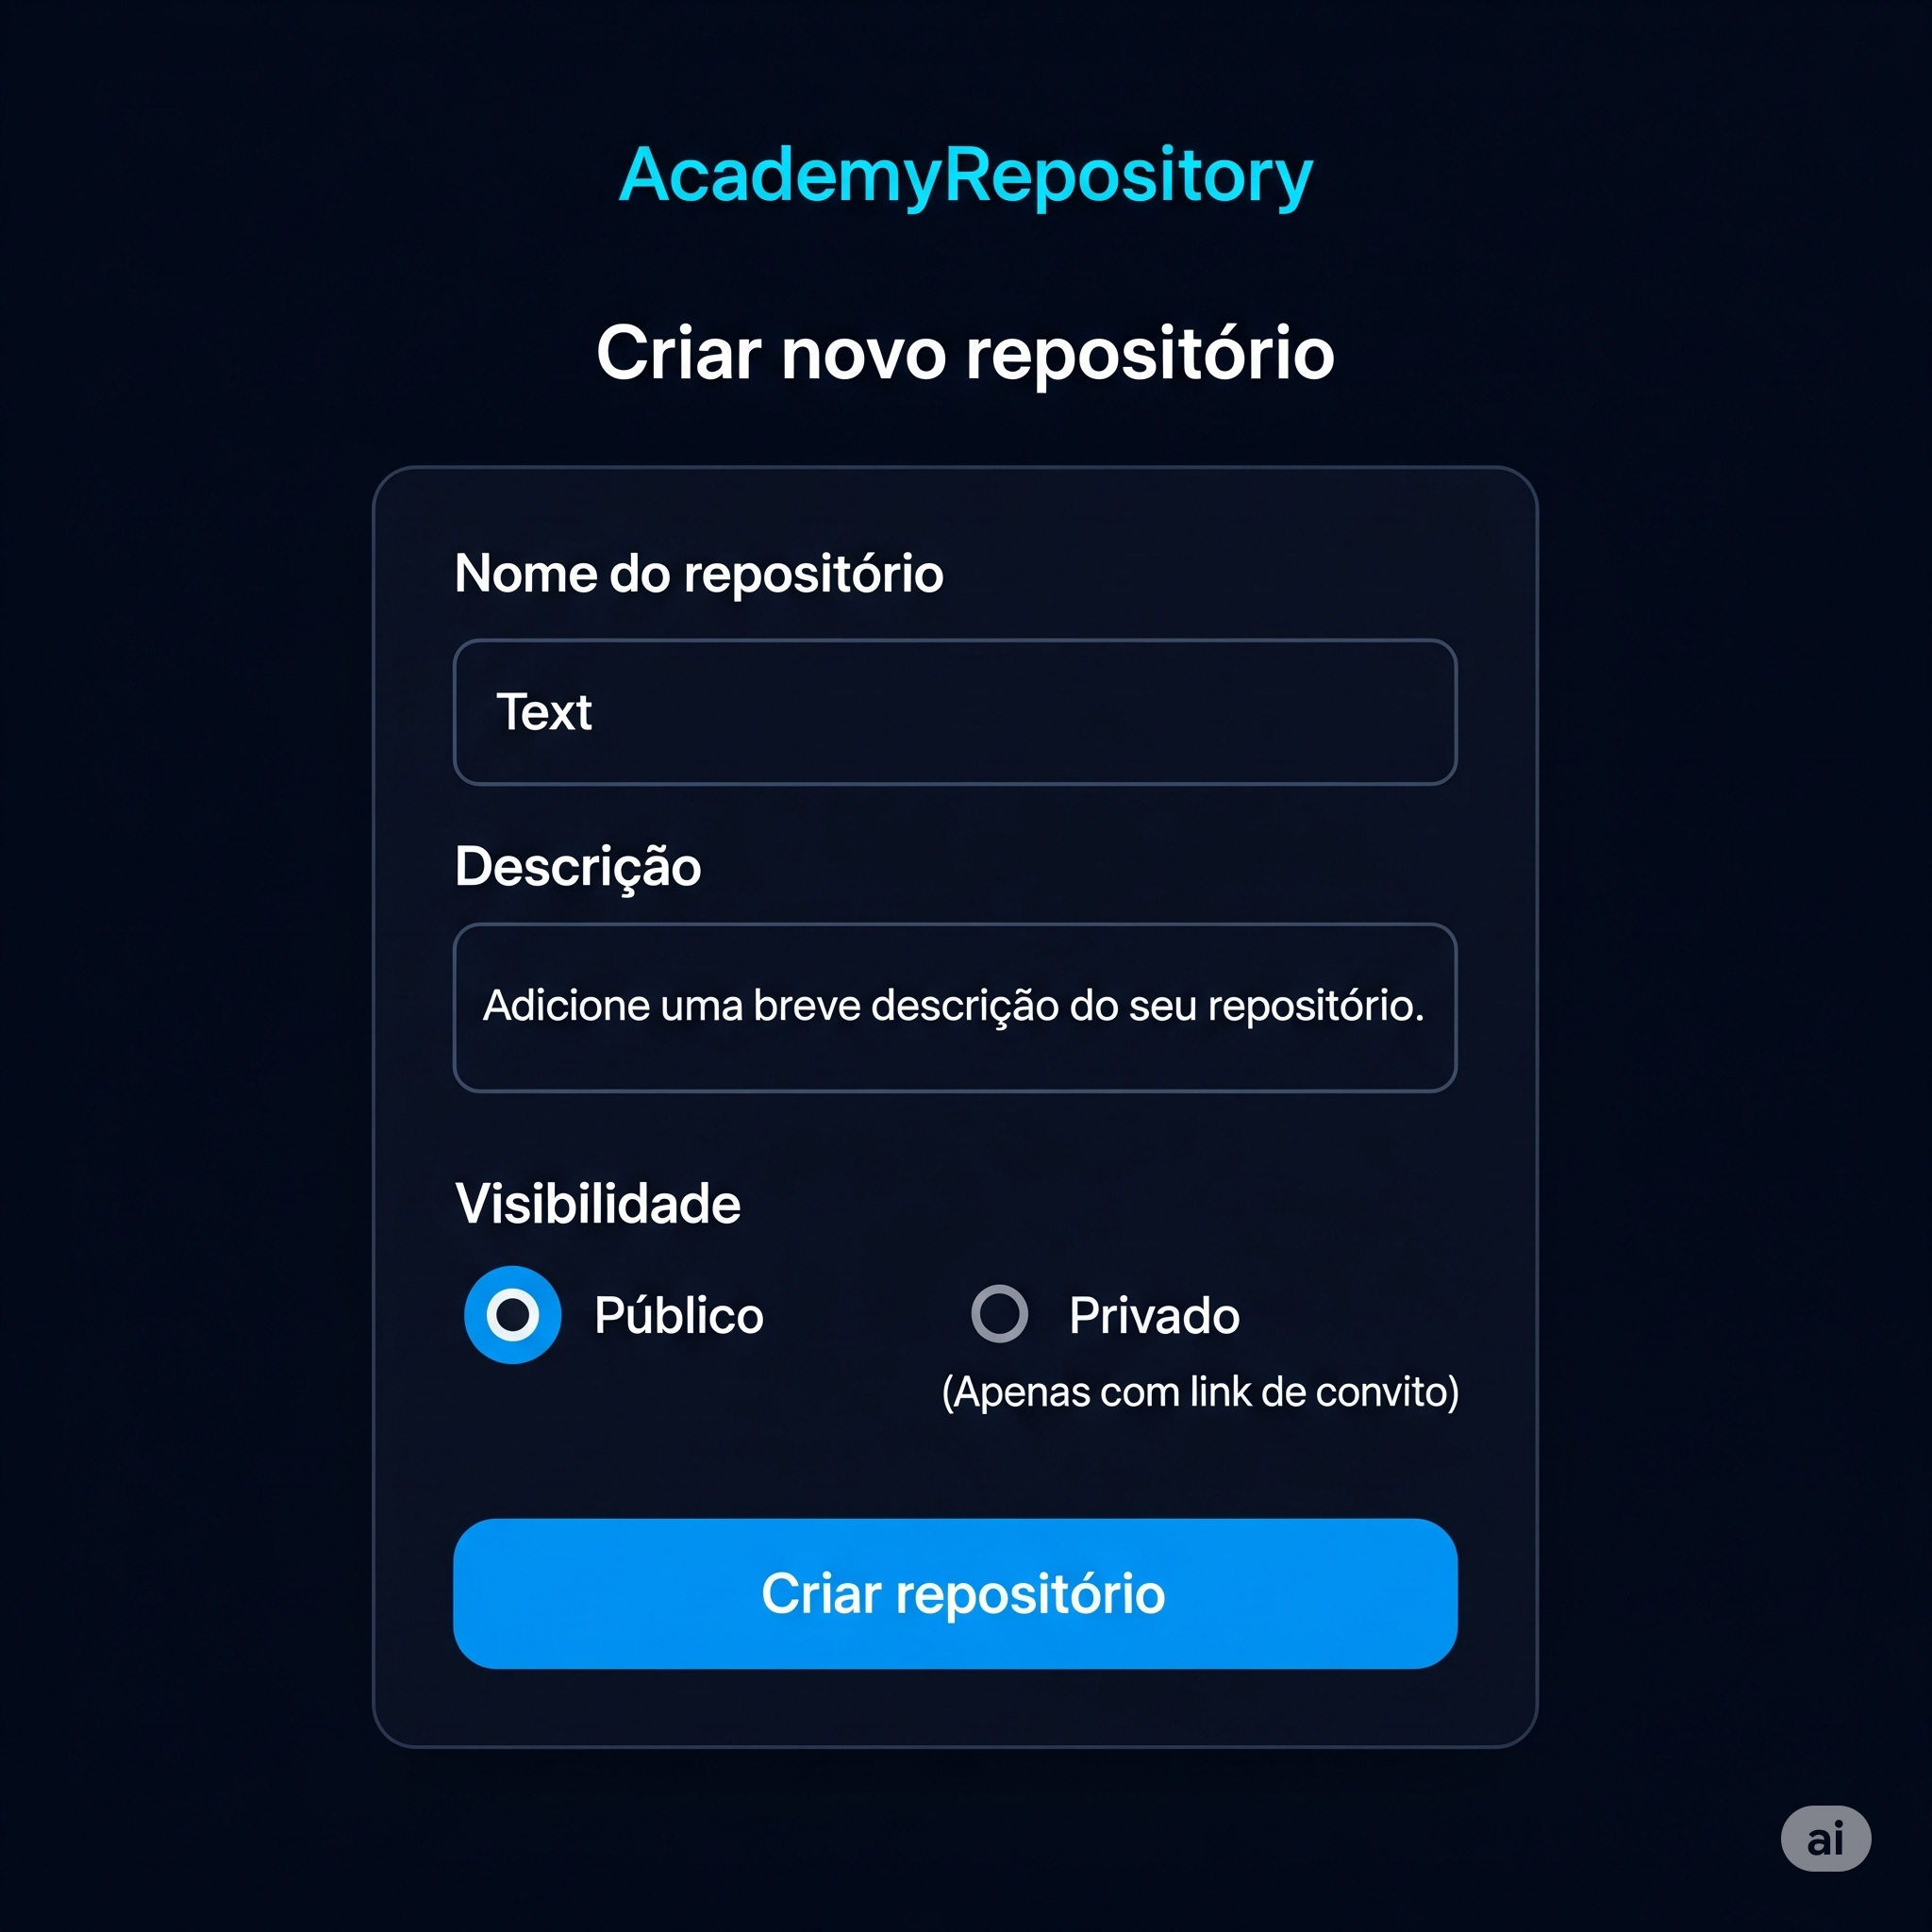 AcademyRepository
Criar novo repositório
Nome do repositório
Text
Descrição
Adicione uma breve descrição do seu repositório.
Visibilidade
Público
Privado
(Apenas com link de convito)
Criar repositório
ai